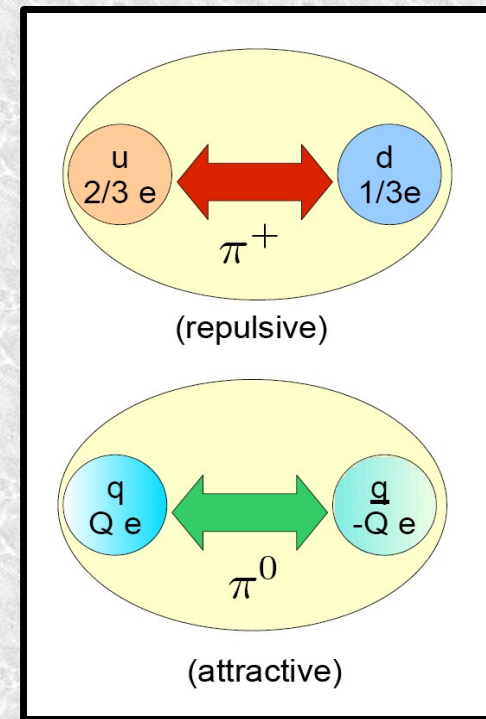 u
2/3 e
d
1/3e
π⁺
(repulsive)
q
Q e
q
-Q e
π⁰
(attractive)